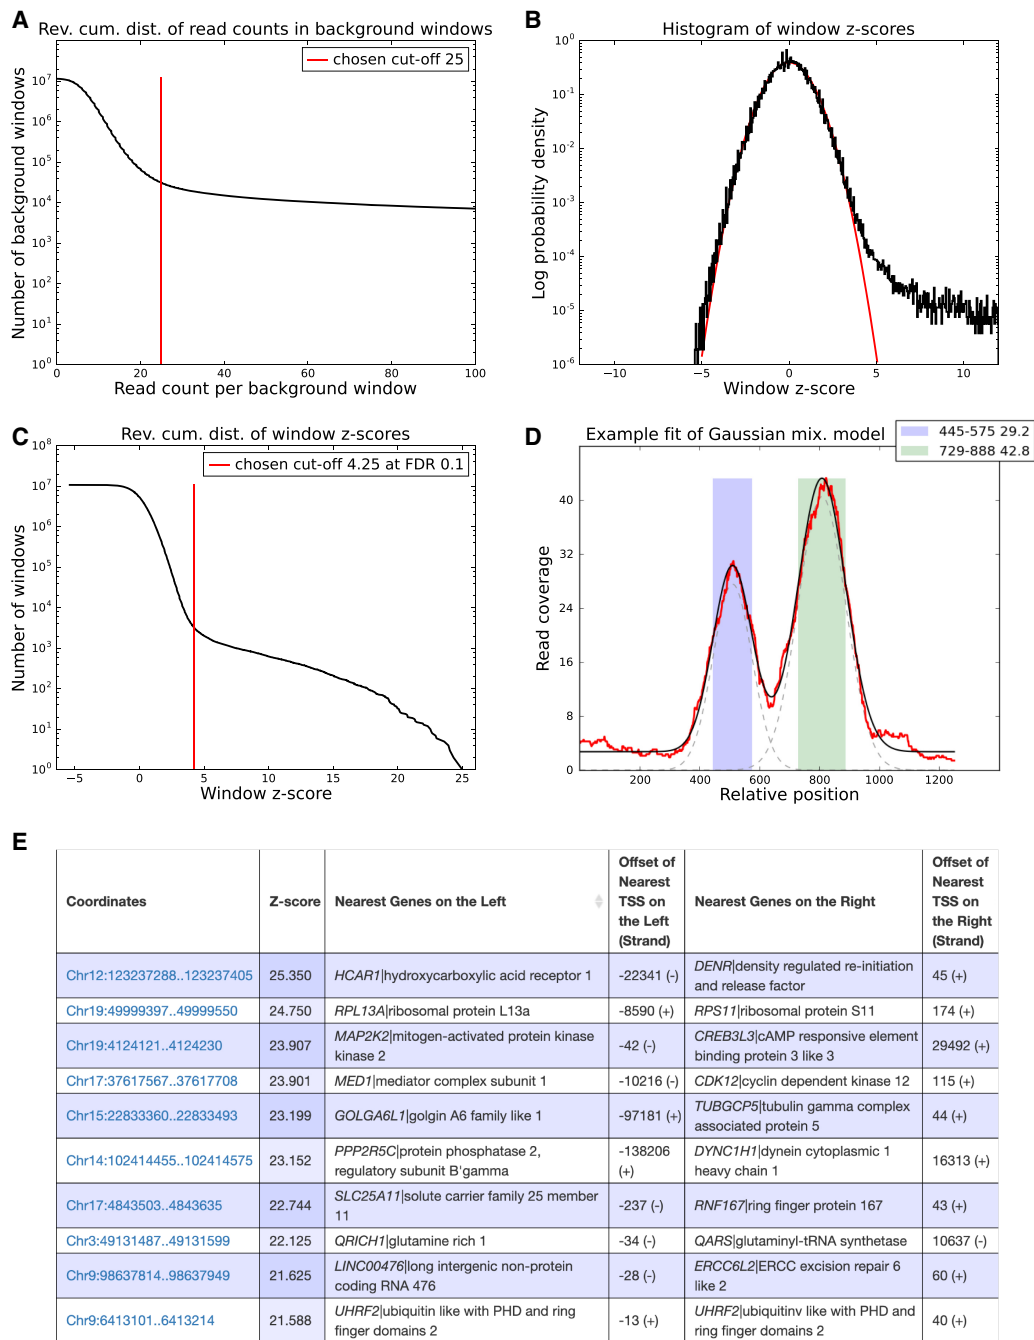 A
Rev. cum. dist. of read counts in background windows
chosen cut-off 25
Number of background windows
10^7
10^6
10^5
10^4
10^3
10^2
10^1
10^0
0 20 40 60 80 100
Read count per background window
B
Histogram of window z-scores
Log probability density
10^0
10^-1
10^-2
10^-3
10^-4
10^-5
10^-6
−10 −5 0 5 10
Window z-score
C
Rev. cum. dist. of window z-scores
chosen cut-off 4.25 at FDR 0.1
Number of windows
10^8
10^7
10^6
10^5
10^4
10^3
10^2
10^1
10^0
−5 0 5 10 15 20 25
Window z-score
D
Example fit of Gaussian mix. model
445-575 29.2
729-888 42.8
Read coverage
40
32
24
16
8
0
200 400 600 800 1000 1200
Relative position
E
Coordinates
Z-score
Nearest Genes on the Left
Offset of
Nearest
TSS on
the Left
(Strand)
Nearest Genes on the Right
Offset of
Nearest
TSS on
the Right
(Strand)
Chr12:123237288..123237405
25.350
HCAR1|hydroxycarboxylic acid receptor 1
-22341 (-)
DENR|density regulated re-initiation
and release factor
45 (+)
Chr19:49999397..49999550
24.750
RPL13A|ribosomal protein L13a
-8590 (+)
RPS11|ribosomal protein S11
174 (+)
Chr19:4124121..4124230
23.907
MAP2K2|mitogen-activated protein kinase
kinase 2
-42 (-)
CREB3L3|cAMP responsive element
binding protein 3 like 3
29492 (+)
Chr17:37617567..37617708
23.901
MED1|mediator complex subunit 1
-10216 (-)
CDK12|cyclin dependent kinase 12
115 (+)
Chr15:22833360..22833493
23.199
GOLGA6L1|golgin A6 family like 1
-97181 (+)
TUBGCP5|tubulin gamma complex
associated protein 5
44 (+)
Chr14:102414455..102414575
23.152
PPP2R5C|protein phosphatase 2,
regulatory subunit B'gamma
-138206
(+)
DYNC1H1|dynein cytoplasmic 1
heavy chain 1
16313 (+)
Chr17:4843503..4843635
22.744
SLC25A11|solute carrier family 25 member
11
-237 (-)
RNF167|ring finger protein 167
43 (+)
Chr3:49131487..49131599
22.125
QRICH1|glutamine rich 1
-34 (-)
QARS|glutaminyl-tRNA synthetase
10637 (-)
Chr9:98637814..98637949
21.625
LINC00476|long intergenic non-protein
coding RNA 476
-28 (-)
ERCC6L2|ERCC excision repair 6
like 2
60 (+)
Chr9:6413101..6413214
21.588
UHRF2|ubiquitin like with PHD and ring
finger domains 2
-13 (+)
UHRF2|ubiquitinv like with PHD and
ring finger domains 2
40 (+)